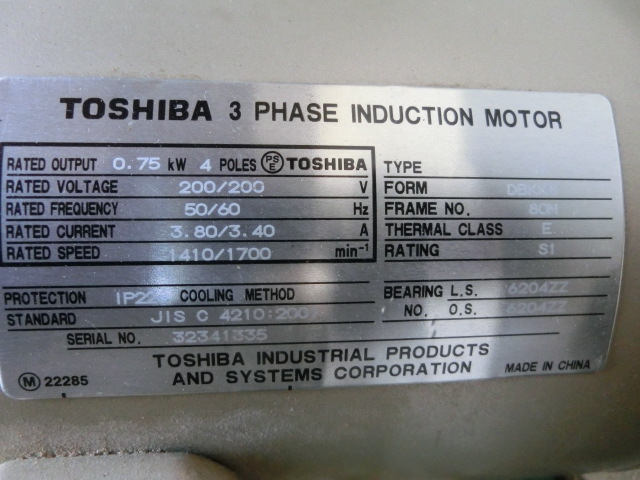 TOSHIBA 3 PHASE INDUCTION MOTOR
RATED OUTPUT 0.75 kW 4 POLES PSE TOSHIBA
RATED VOLTAGE 200/200 V
RATED FREQUENCY 50/60 Hz
RATED CURRENT 3.80/3.40 A
RATED SPEED 1410/1700 min-1
TYPE
FORM
FRAME NO. 80M
THERMAL CLASS E
RATING S1
PROTECTION IP22 COOLING METHOD
STANDARD JIS C 4210:
SERIAL NO. 32341335
BEARING L.S. 6204ZZ
NO. O.S. 6204ZZ
TOSHIBA INDUSTRIAL PRODUCTS
AND SYSTEMS CORPORATION
M 22285
MADE IN CHINA